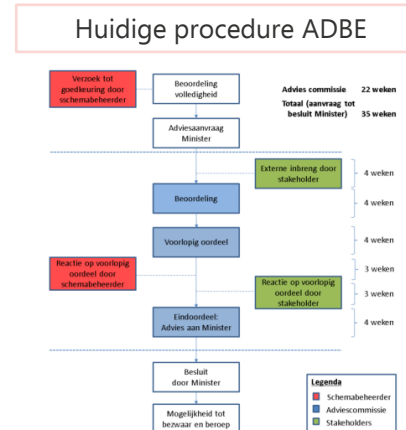 Huidige procedure ADBE
Verzoek tot
goedkeuring door
sschemabeheerder
Beoordeling
volledigheid
Advies commissie 22 weken
Totaal (aanvraag tot
besluit Minister) 35 weken
Adviesaanvraag
Minister
Externe inbreng door
stakeholder
4 weken
Beoordeling
4 weken
Voorlopig oordeel
4 weken
Reactie op voorlopig
oordeel door
schemabeheerder
3 weken
Reactie op voorlopig
oordeel door
stakeholder
3 weken
Eindoordeel:
Advies aan Minister
4 weken
Besluit
door Minister
Mogelijkheid tot
bezwaar en beroep
Legenda
Schemabeheerder
Adviescommissie
Stakeholders